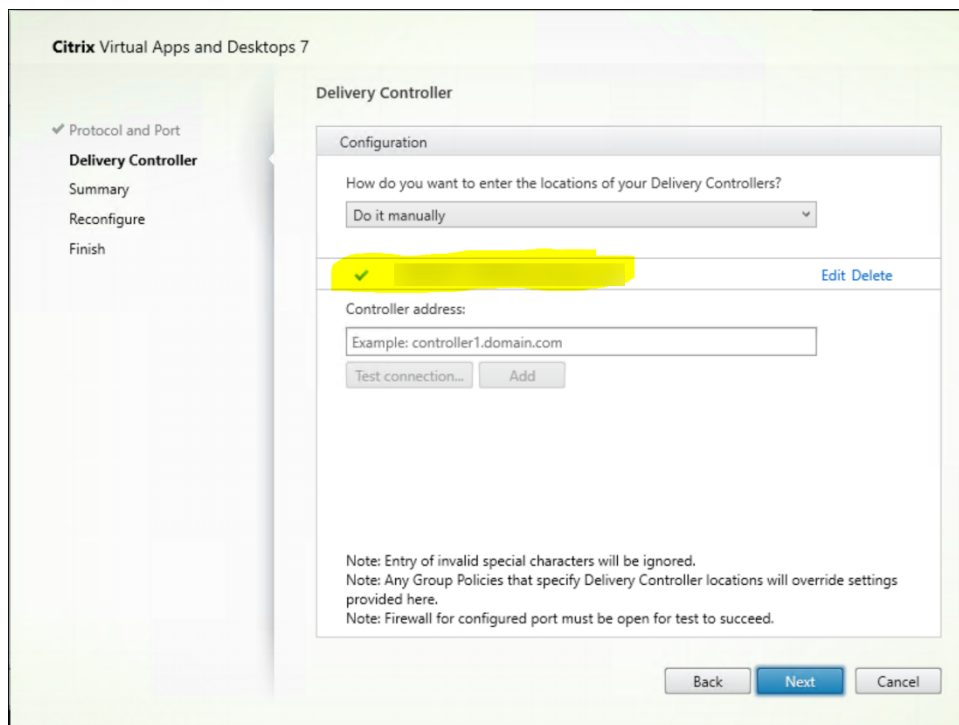 Citrix Virtual Apps and Desktops 7
Protocol and Port
Delivery Controller
Summary
Reconfigure
Finish
Delivery Controller
Configuration
How do you want to enter the locations of your Delivery Controllers?
Do it manually
Edit Delete
Controller address:
Example: controller1.domain.com
Test connection... Add
Note: Entry of invalid special characters will be ignored.
Note: Any Group Policies that specify Delivery Controller locations will override settings
provided here.
Note: Firewall for configured port must be open for test to succeed.
Back Next Cancel